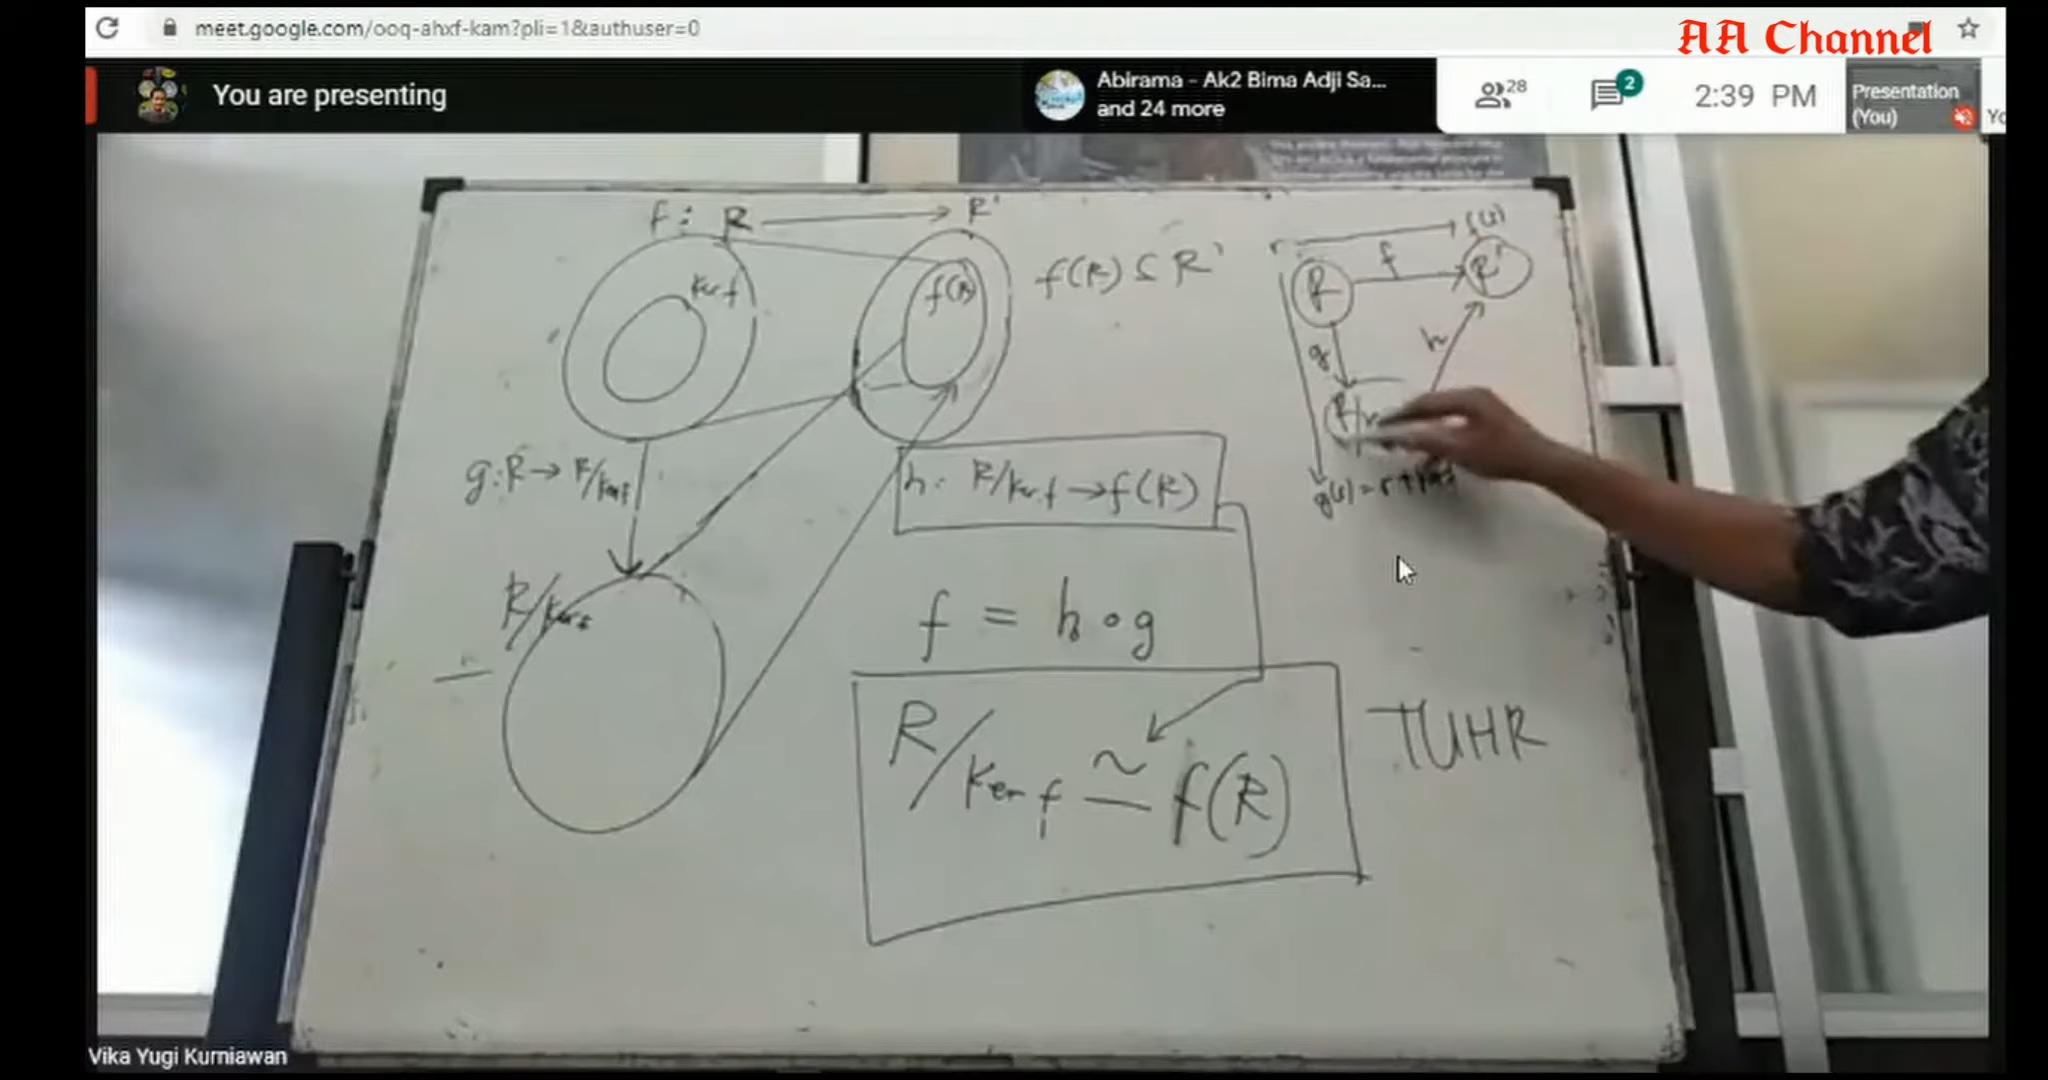 meet.google.com/ooq-ahxf-kam?pli=1&authuser=0
AA Channel
You are presenting
Abirama - Ak2 Bima Adji Sa...
and 24 more
28
2
2:39 PM
Presentation
(You)
Yo
f : R → R'
ker f
f(R)
f(R) ⊆ R'
r → f(r)
R f R'
g
h
g : R → R/ker f
h : R/ker f → f(R)
g(r) = r +
R/ker f
f = h ∘ g
R/Ker f ≃ f(R)
TUHR
Vika Yugi Kurniawan